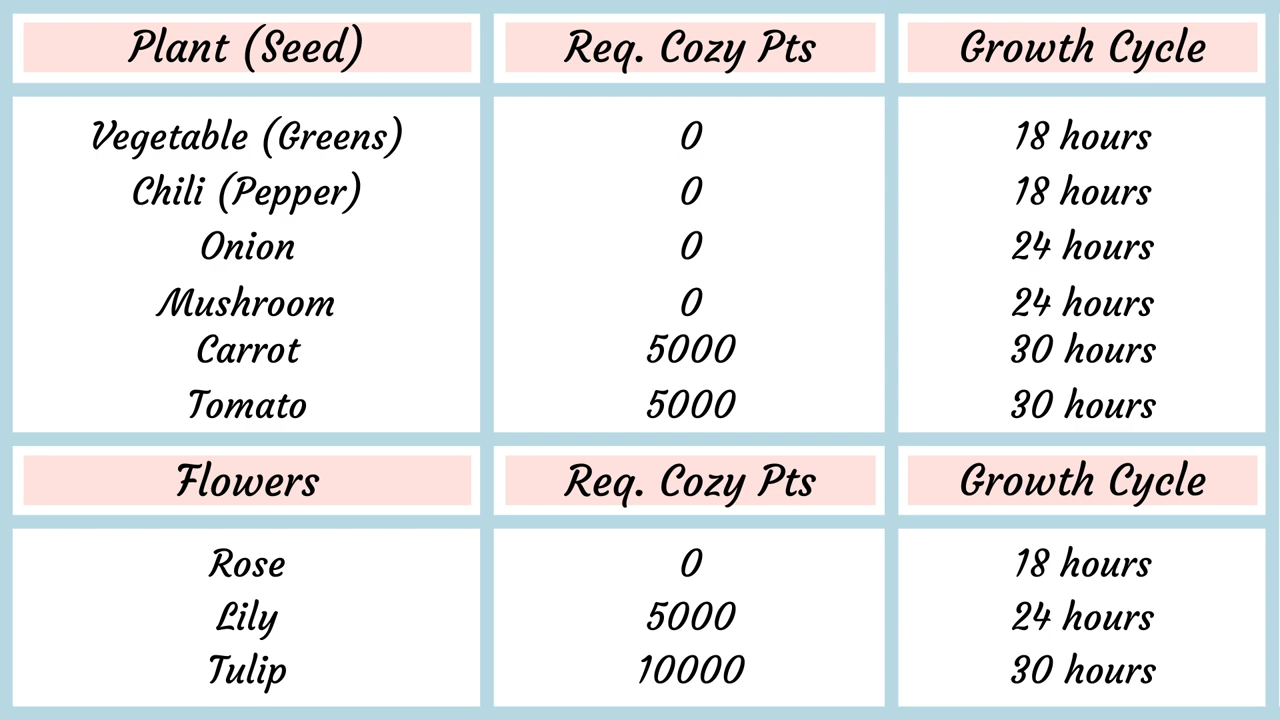 Plant (Seed) Req. Cozy Pts Growth Cycle
Vegetable (Greens) 0 18 hours
Chili (Pepper) 0 18 hours
Onion 0 24 hours
Mushroom 0 24 hours
Carrot 5000 30 hours
Tomato 5000 30 hours
Flowers Req. Cozy Pts Growth Cycle
Rose 0 18 hours
Lily 5000 24 hours
Tulip 10000 30 hours